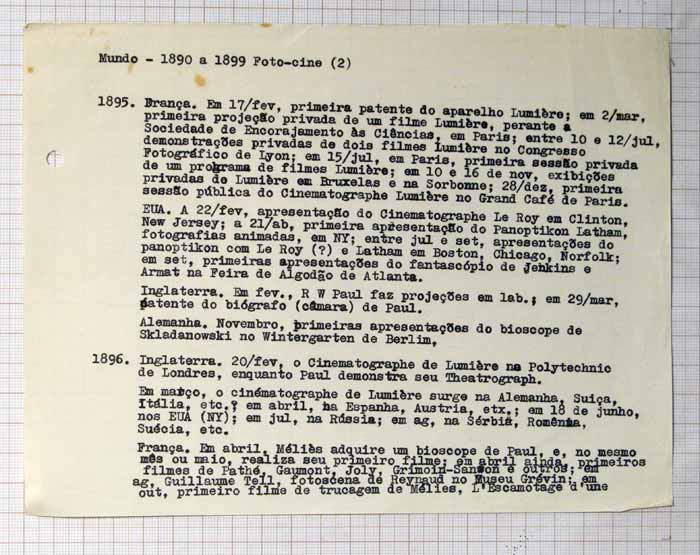 Mundo - 1890 a 1899 Foto-cine (2)
1895. França. Em 17/fev, primeira patente do aparelho Lumière; em 2/mar,
primeira projeção privada de um filme Lumière, perante a
Sociedade de Encorajamento às Ciências, em Paris; entre 10 e 12/jul,
demonstrações privadas de dois filmes Lumière no Congresso
Fotográfico de Lyon; em 15/jul, em Paris, primeira sessão privada
de um programa de filmes Lumière; em 10 e 16 de nov, exibições
privadas de Lumière em Bruxelas e na Sorbonne; 28/dez, primeira
sessão pública do Cinematographe Lumière no Grand Café de Paris.
EUA. A 22/fev, apresentação do Cinematographe Le Roy em Clinton,
New Jersey; a 21/ab, primeira apresentação do Panoptikon Latham,
fotografias animadas, em NY; entre jul e set, apresentações do
panoptikon com Le Roy (?) e Latham em Boston, Chicago, Norfolk;
em set, primeiras apresentações do fantascópio de Jenkins e
Armat na Feira de Algodão de Atlanta.
Inglaterra. Em fev., R W Paul faz projeções em lab.; em 29/mar,
patente do biógrafo (câmara) de Paul.
Alemanha. Novembro, primeiras apresentações do bioscope de
Skladanowski no Wintergarten de Berlim,
1896. Inglaterra. 20/fev, o Cinematographe de Lumière na Polytechnic
de Londres, enquanto Paul demonstra seu Theatrograph.
Em março, o cinématographe de Lumière surge na Alemanha, Suiça,
Itália, etc.; em abril, na Espanha, Austria, etx.; em 18 de junho,
nos EUA (NY); em jul, na Rússia; em ag, na Sérbia, Romênia,
Suécia, etc.
França. Em abril, Méliès adquire um bioscope de Paul, e, no mesmo
mês ou maio, realiza seu primeiro filme; em abril ainda, primeiros
filmes de Pathé, Gaumont, Joly, Grimoin-Sanson e outros; em
ag, Guillaume Tell, fotoscena de Reynaud no Museu Grévin; em
out, primeiro filme de trucagem de Mélies, L'Escamotage d'une